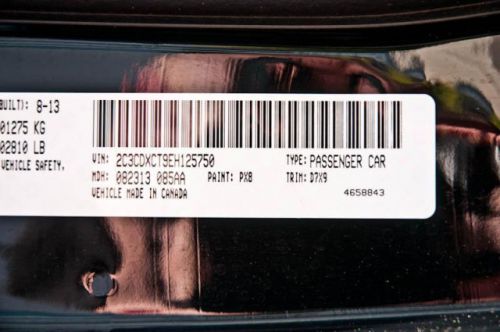 BUILT): 8-13
01275 KG
02810 LB
VEHICLE SAFETY,
VIN: 2C3CDXCT9EH125750 TYPE: PASSENGER CAR
MDH: 082313 085AA PAINT: PX8 TRIM: D7X9
VEHICLE MADE IN CANADA 4658843